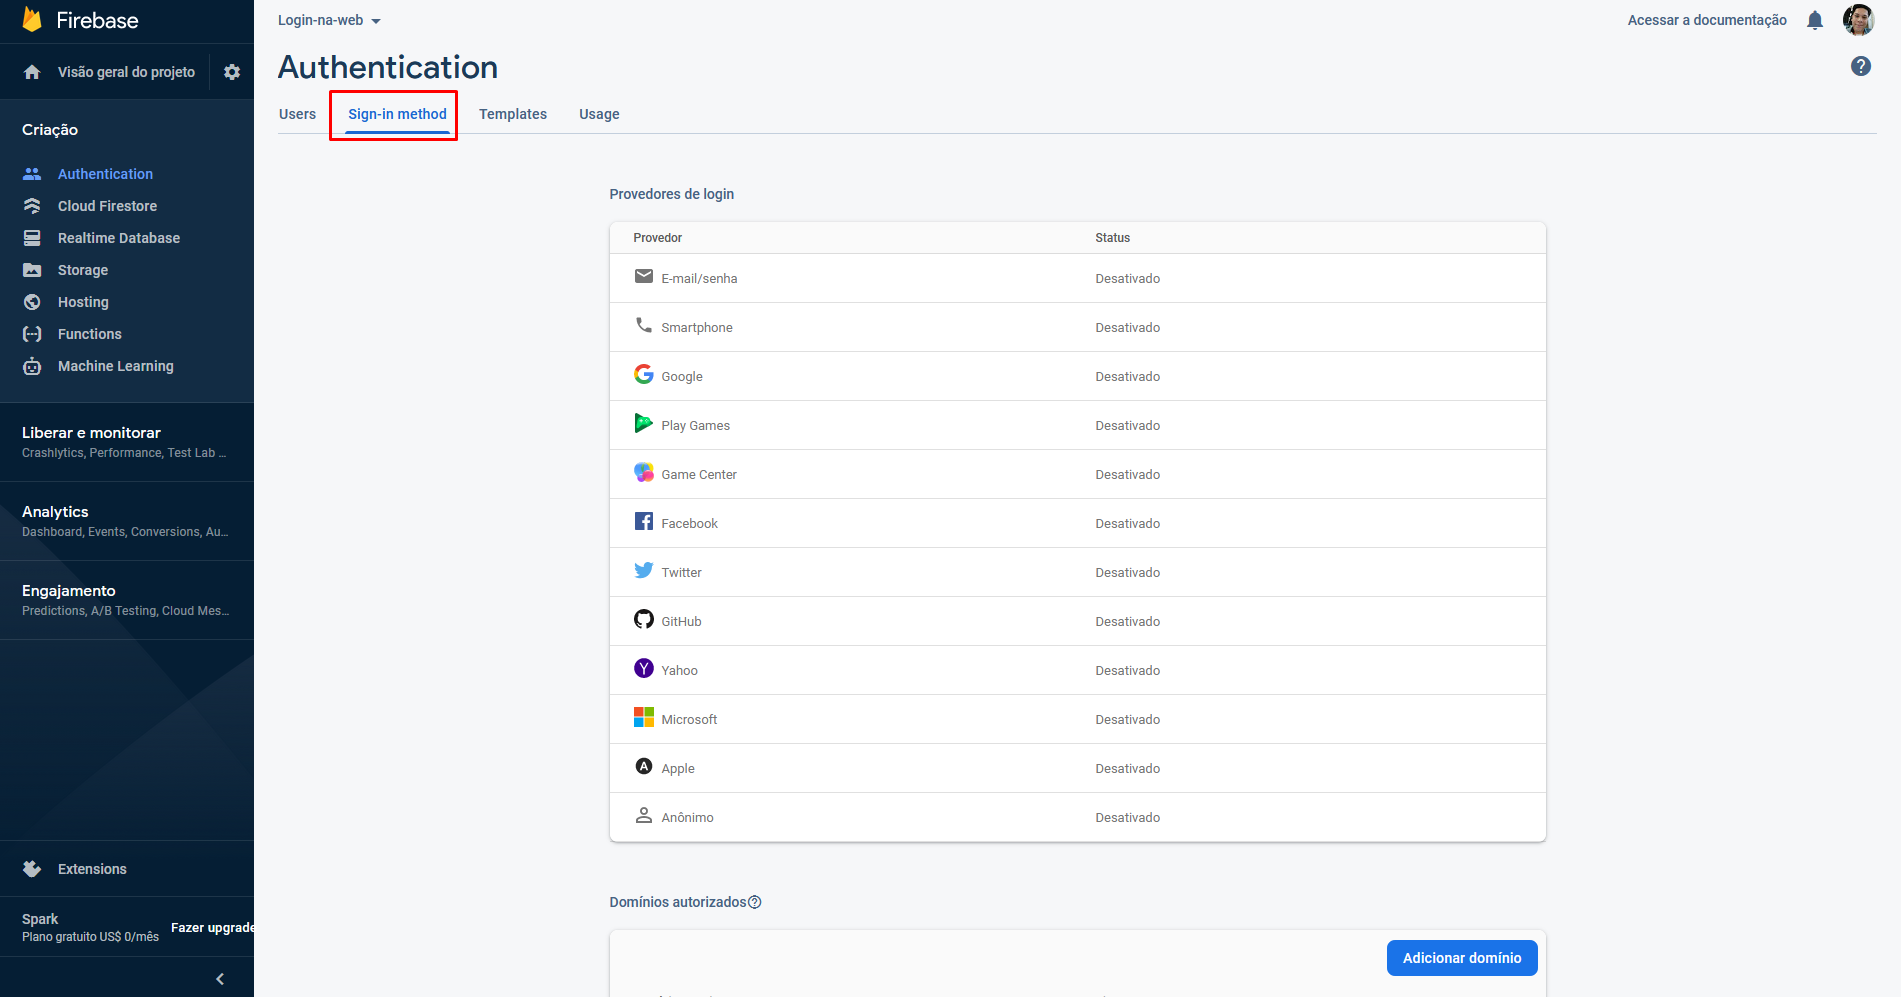 Firebase
Visão geral do projeto
Criação
Authentication
Cloud Firestore
Realtime Database
Storage
Hosting
Functions
Machine Learning
Liberar e monitorar
Crashlytics, Performance, Test Lab ...
Analytics
Dashboard, Events, Conversions, Au...
Engajamento
Predictions, A/B Testing, Cloud Mes...
Extensions
Spark
Plano gratuito US$ 0/mês
Fazer upgrade
Login-na-web
Acessar a documentação
Authentication
Users Sign-in method Templates Usage
Provedores de login
Provedor Status
E-mail/senha Desativado
Smartphone Desativado
Google Desativado
Play Games Desativado
Game Center Desativado
Facebook Desativado
Twitter Desativado
GitHub Desativado
Yahoo Desativado
Microsoft Desativado
Apple Desativado
Anônimo Desativado
Domínios autorizados
Adicionar domínio